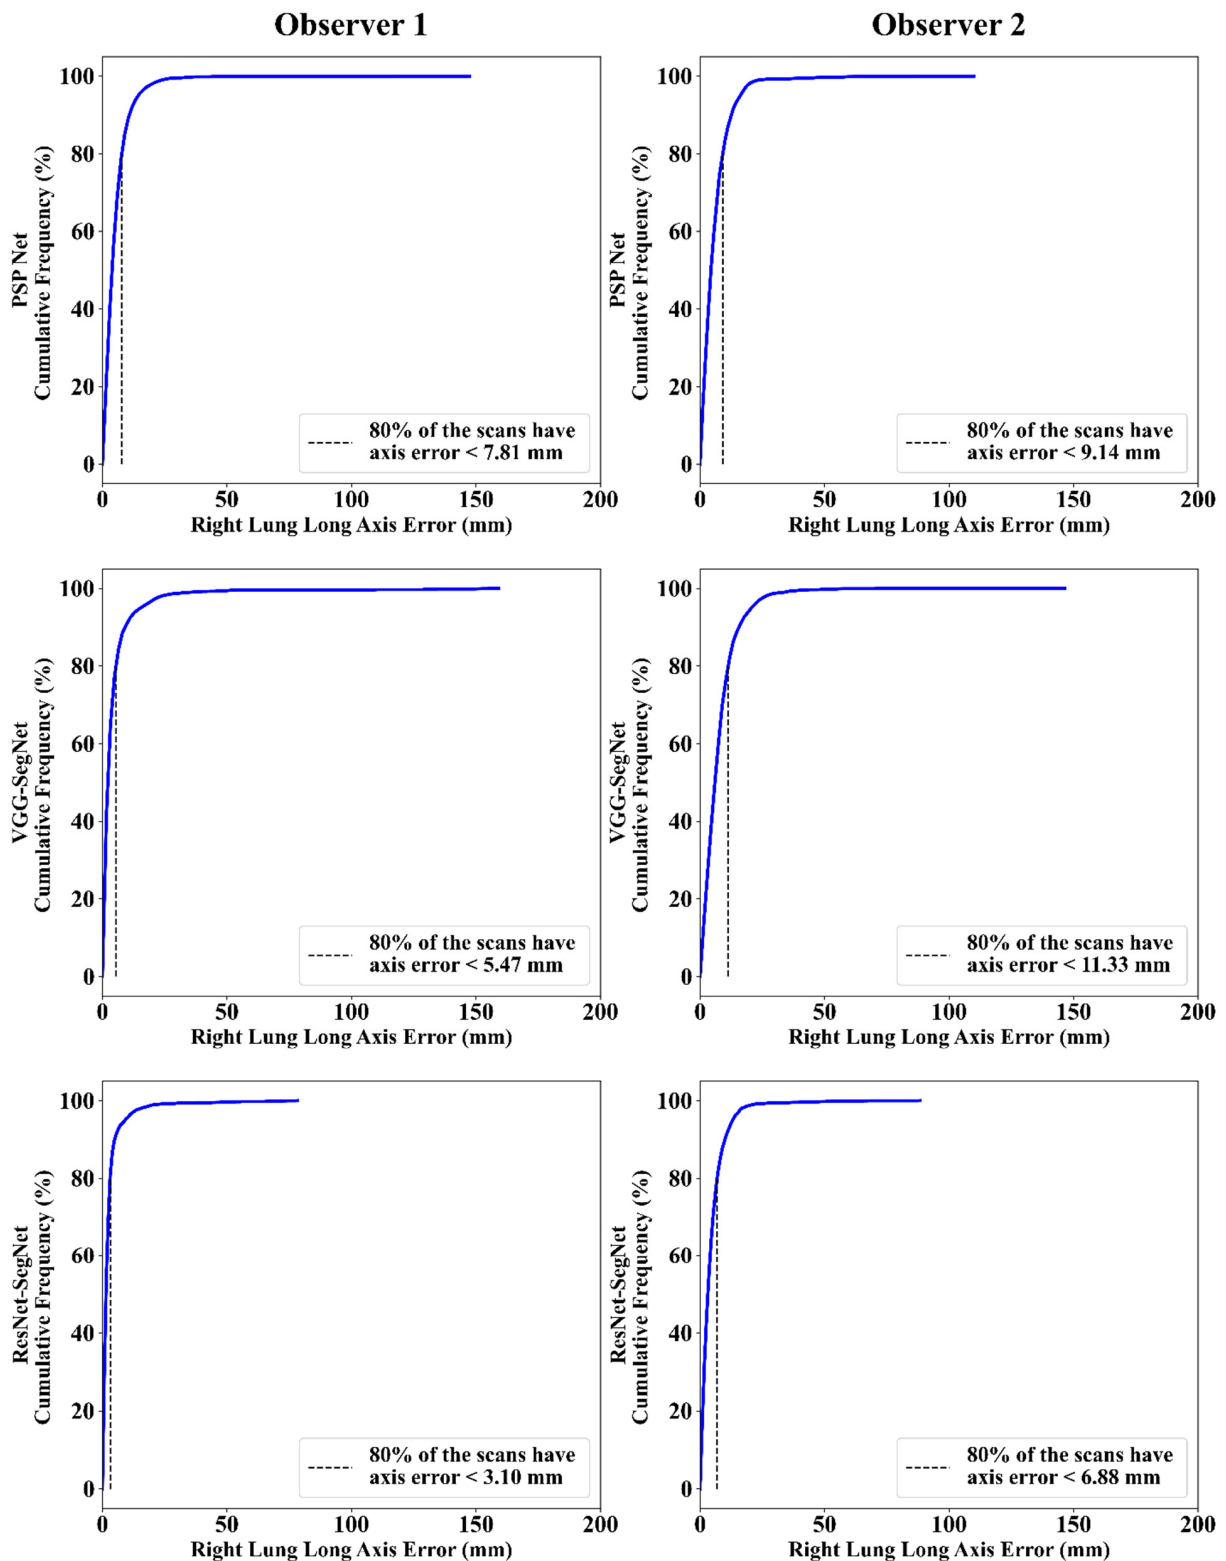 Observer 1
Observer 2
PSP Net
Cumulative Frequency (%)
100
80
60
40
20
0
80% of the scans have
axis error < 7.81 mm
0 50 100 150 200
Right Lung Long Axis Error (mm)
PSP Net
Cumulative Frequency (%)
100
80
60
40
20
0
80% of the scans have
axis error < 9.14 mm
0 50 100 150 200
Right Lung Long Axis Error (mm)
VGG-SegNet
Cumulative Frequency (%)
100
80
60
40
20
0
80% of the scans have
axis error < 5.47 mm
0 50 100 150 200
Right Lung Long Axis Error (mm)
VGG-SegNet
Cumulative Frequency (%)
100
80
60
40
20
0
80% of the scans have
axis error < 11.33 mm
0 50 100 150 200
Right Lung Long Axis Error (mm)
ResNet-SegNet
Cumulative Frequency (%)
100
80
60
40
20
0
80% of the scans have
axis error < 3.10 mm
0 50 100 150 200
Right Lung Long Axis Error (mm)
ResNet-SegNet
Cumulative Frequency (%)
100
80
60
40
20
0
80% of the scans have
axis error < 6.88 mm
0 50 100 150 200
Right Lung Long Axis Error (mm)